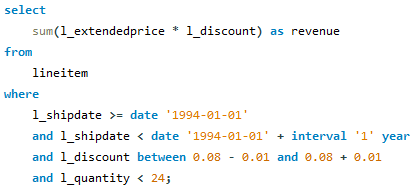 select
sum(l_extendedprice * l_discount) as revenue
from
lineitem
where
l_shipdate >= date '1994-01-01'
and l_shipdate < date '1994-01-01' + interval '1' year
and l_discount between 0.08 - 0.01 and 0.08 + 0.01
and l_quantity < 24;